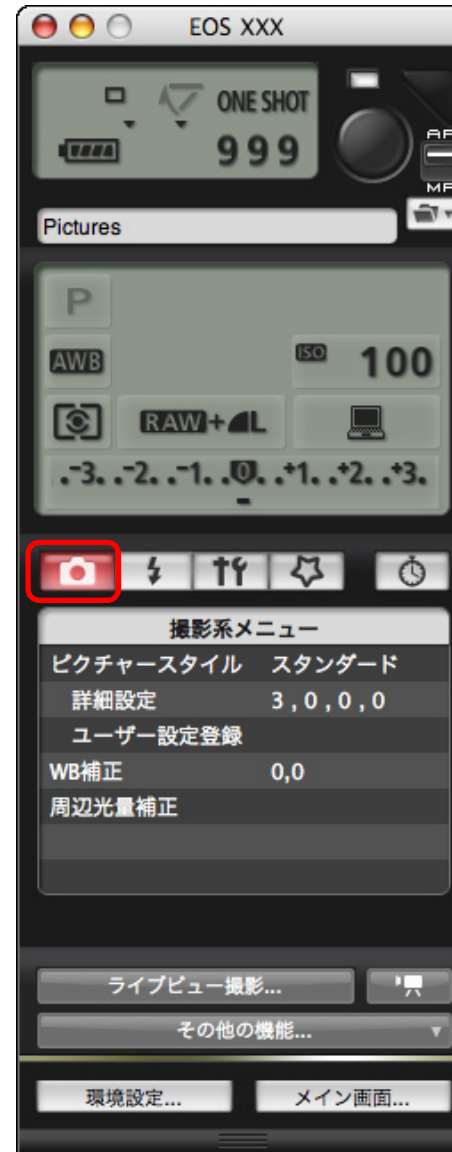 EOS XXX
ONE SHOT
999
AF
MF
Pictures
P
AWB
ISO 100
RAW+L
.-3..-2..-1..0..+1..+2..+3.
撮影系メニュー
ピクチャースタイル スタンダード
詳細設定 3,0,0,0
ユーザー設定登録
WB補正 0,0
周辺光量補正
ライブビュー撮影...
その他の機能...
環境設定... メイン画面...